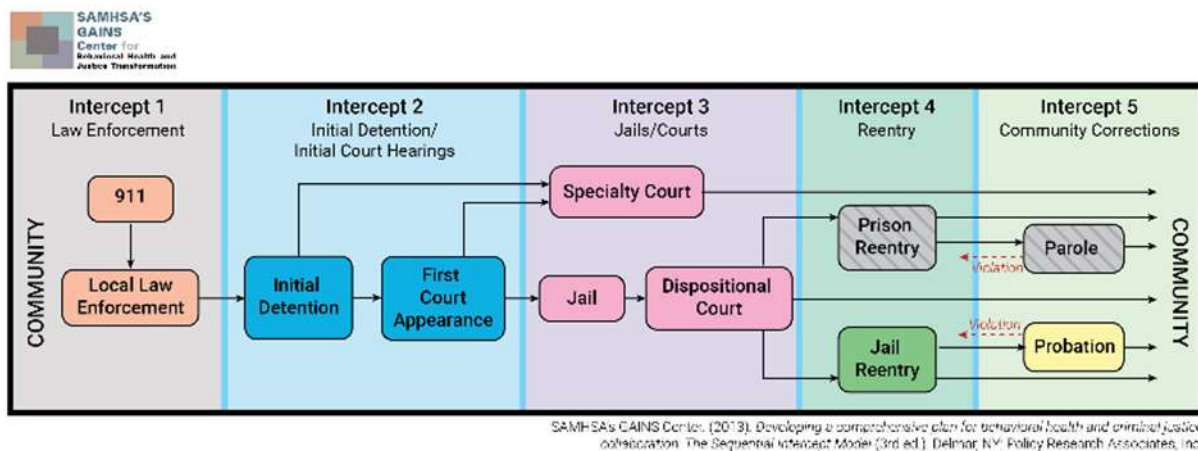 SAMHSA'S
GAINS
Center for
Behavioral Health and
Justice Transformation
Intercept 1
Law Enforcement
Intercept 2
Initial Detention/
Initial Court Hearings
Intercept 3
Jails/Courts
Intercept 4
Reentry
Intercept 5
Community Corrections
COMMUNITY
911
Local Law
Enforcement
Initial
Detention
First
Court
Appearance
Specialty Court
Jail
Dispositional
Court
Prison
Reentry
Parole
Violation
Jail
Reentry
Probation
Violation
COMMUNITY
SAMHSA's GAINS Center. (2013). Developing a comprehensive plan for behavioral health and criminal justice
collaboration: The Sequential Intercept Model (3rd ed.). Delmar, NY: Policy Research Associates, Inc